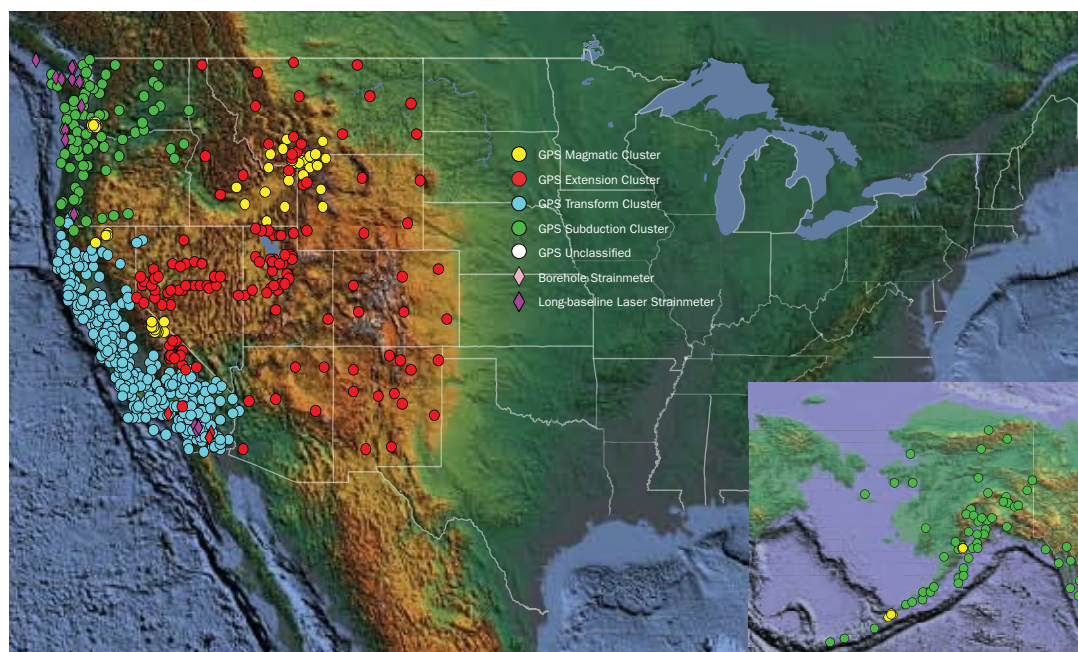 GPS Magmatic Cluster
GPS Extension Cluster
GPS Transform Cluster
GPS Subduction Cluster
GPS Unclassified
Borehole Strainmeter
Long-baseline Laser Strainmeter